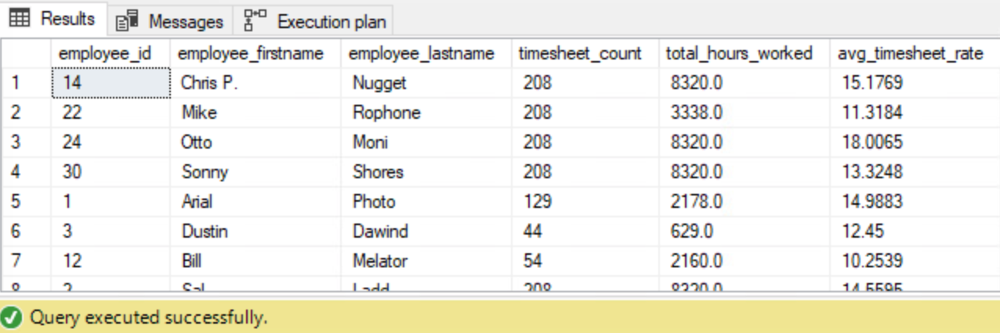 Results Messages Execution plan
employee_id employee_firstname employee_lastname timesheet_count total_hours_worked avg_timesheet_rate
1 14 Chris P. Nugget 208 8320.0 15.1769
2 22 Mike Rophone 208 3338.0 11.3184
3 24 Otto Moni 208 8320.0 18.0065
4 30 Sonny Shores 208 8320.0 13.3248
5 1 Arial Photo 129 2178.0 14.9883
6 3 Dustin Dawind 44 629.0 12.45
7 12 Bill Melator 54 2160.0 10.2539
8 2 Sal Ladd 208 8320.0 14.5595
Query executed successfully.